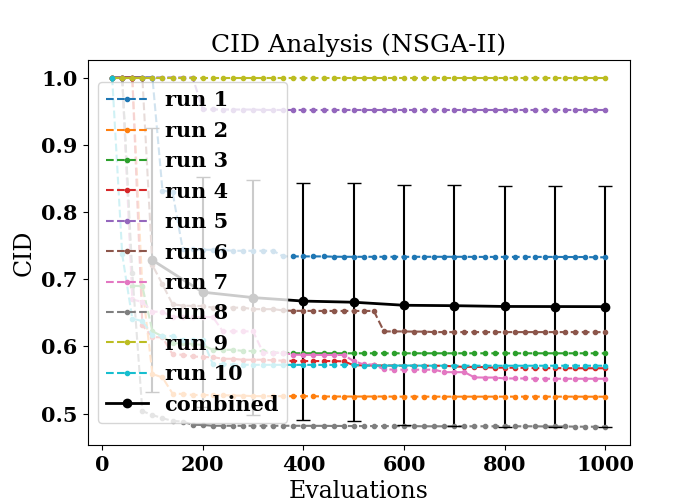 CID Analysis (NSGA-II)
1.0
0.9
0.8
0.7
0.6
0.5
CID
run 1
run 2
run 3
run 4
run 5
run 6
run 7
run 8
run 9
run 10
combined
0 200 400 600 800 1000
Evaluations